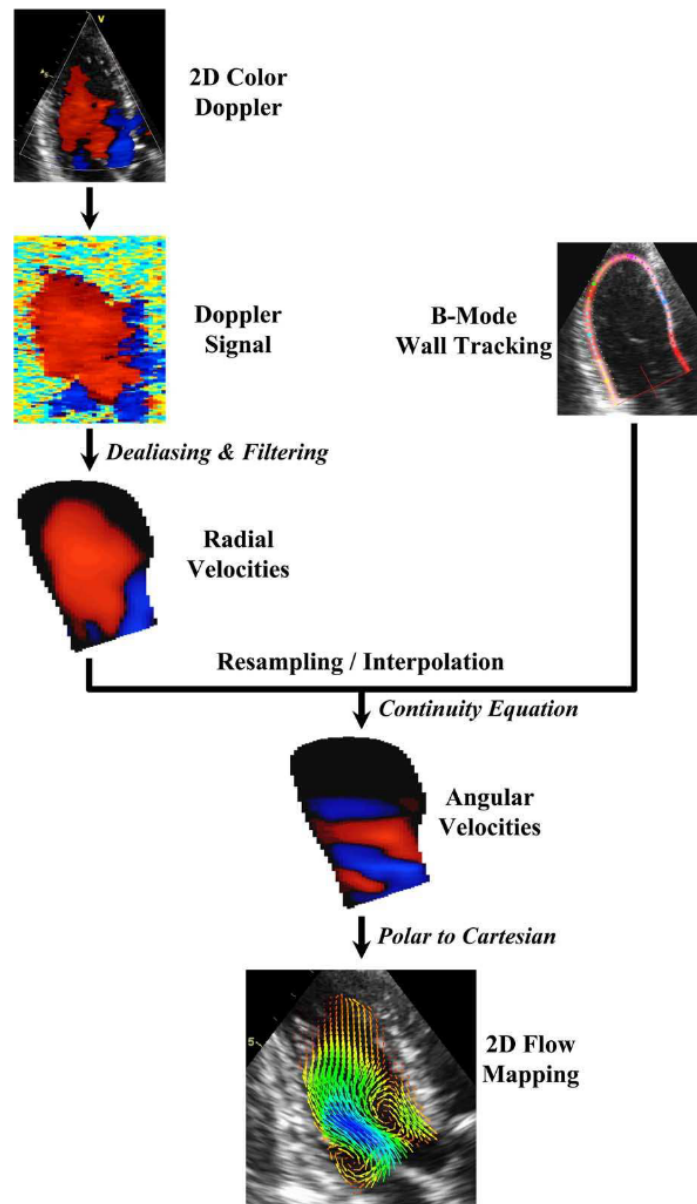 V
2D Color
Doppler
Doppler
Signal
B-Mode
Wall Tracking
Dealiasing & Filtering
Radial
Velocities
Resampling / Interpolation
Continuity Equation
Angular
Velocities
Polar to Cartesian
5
2D Flow
Mapping